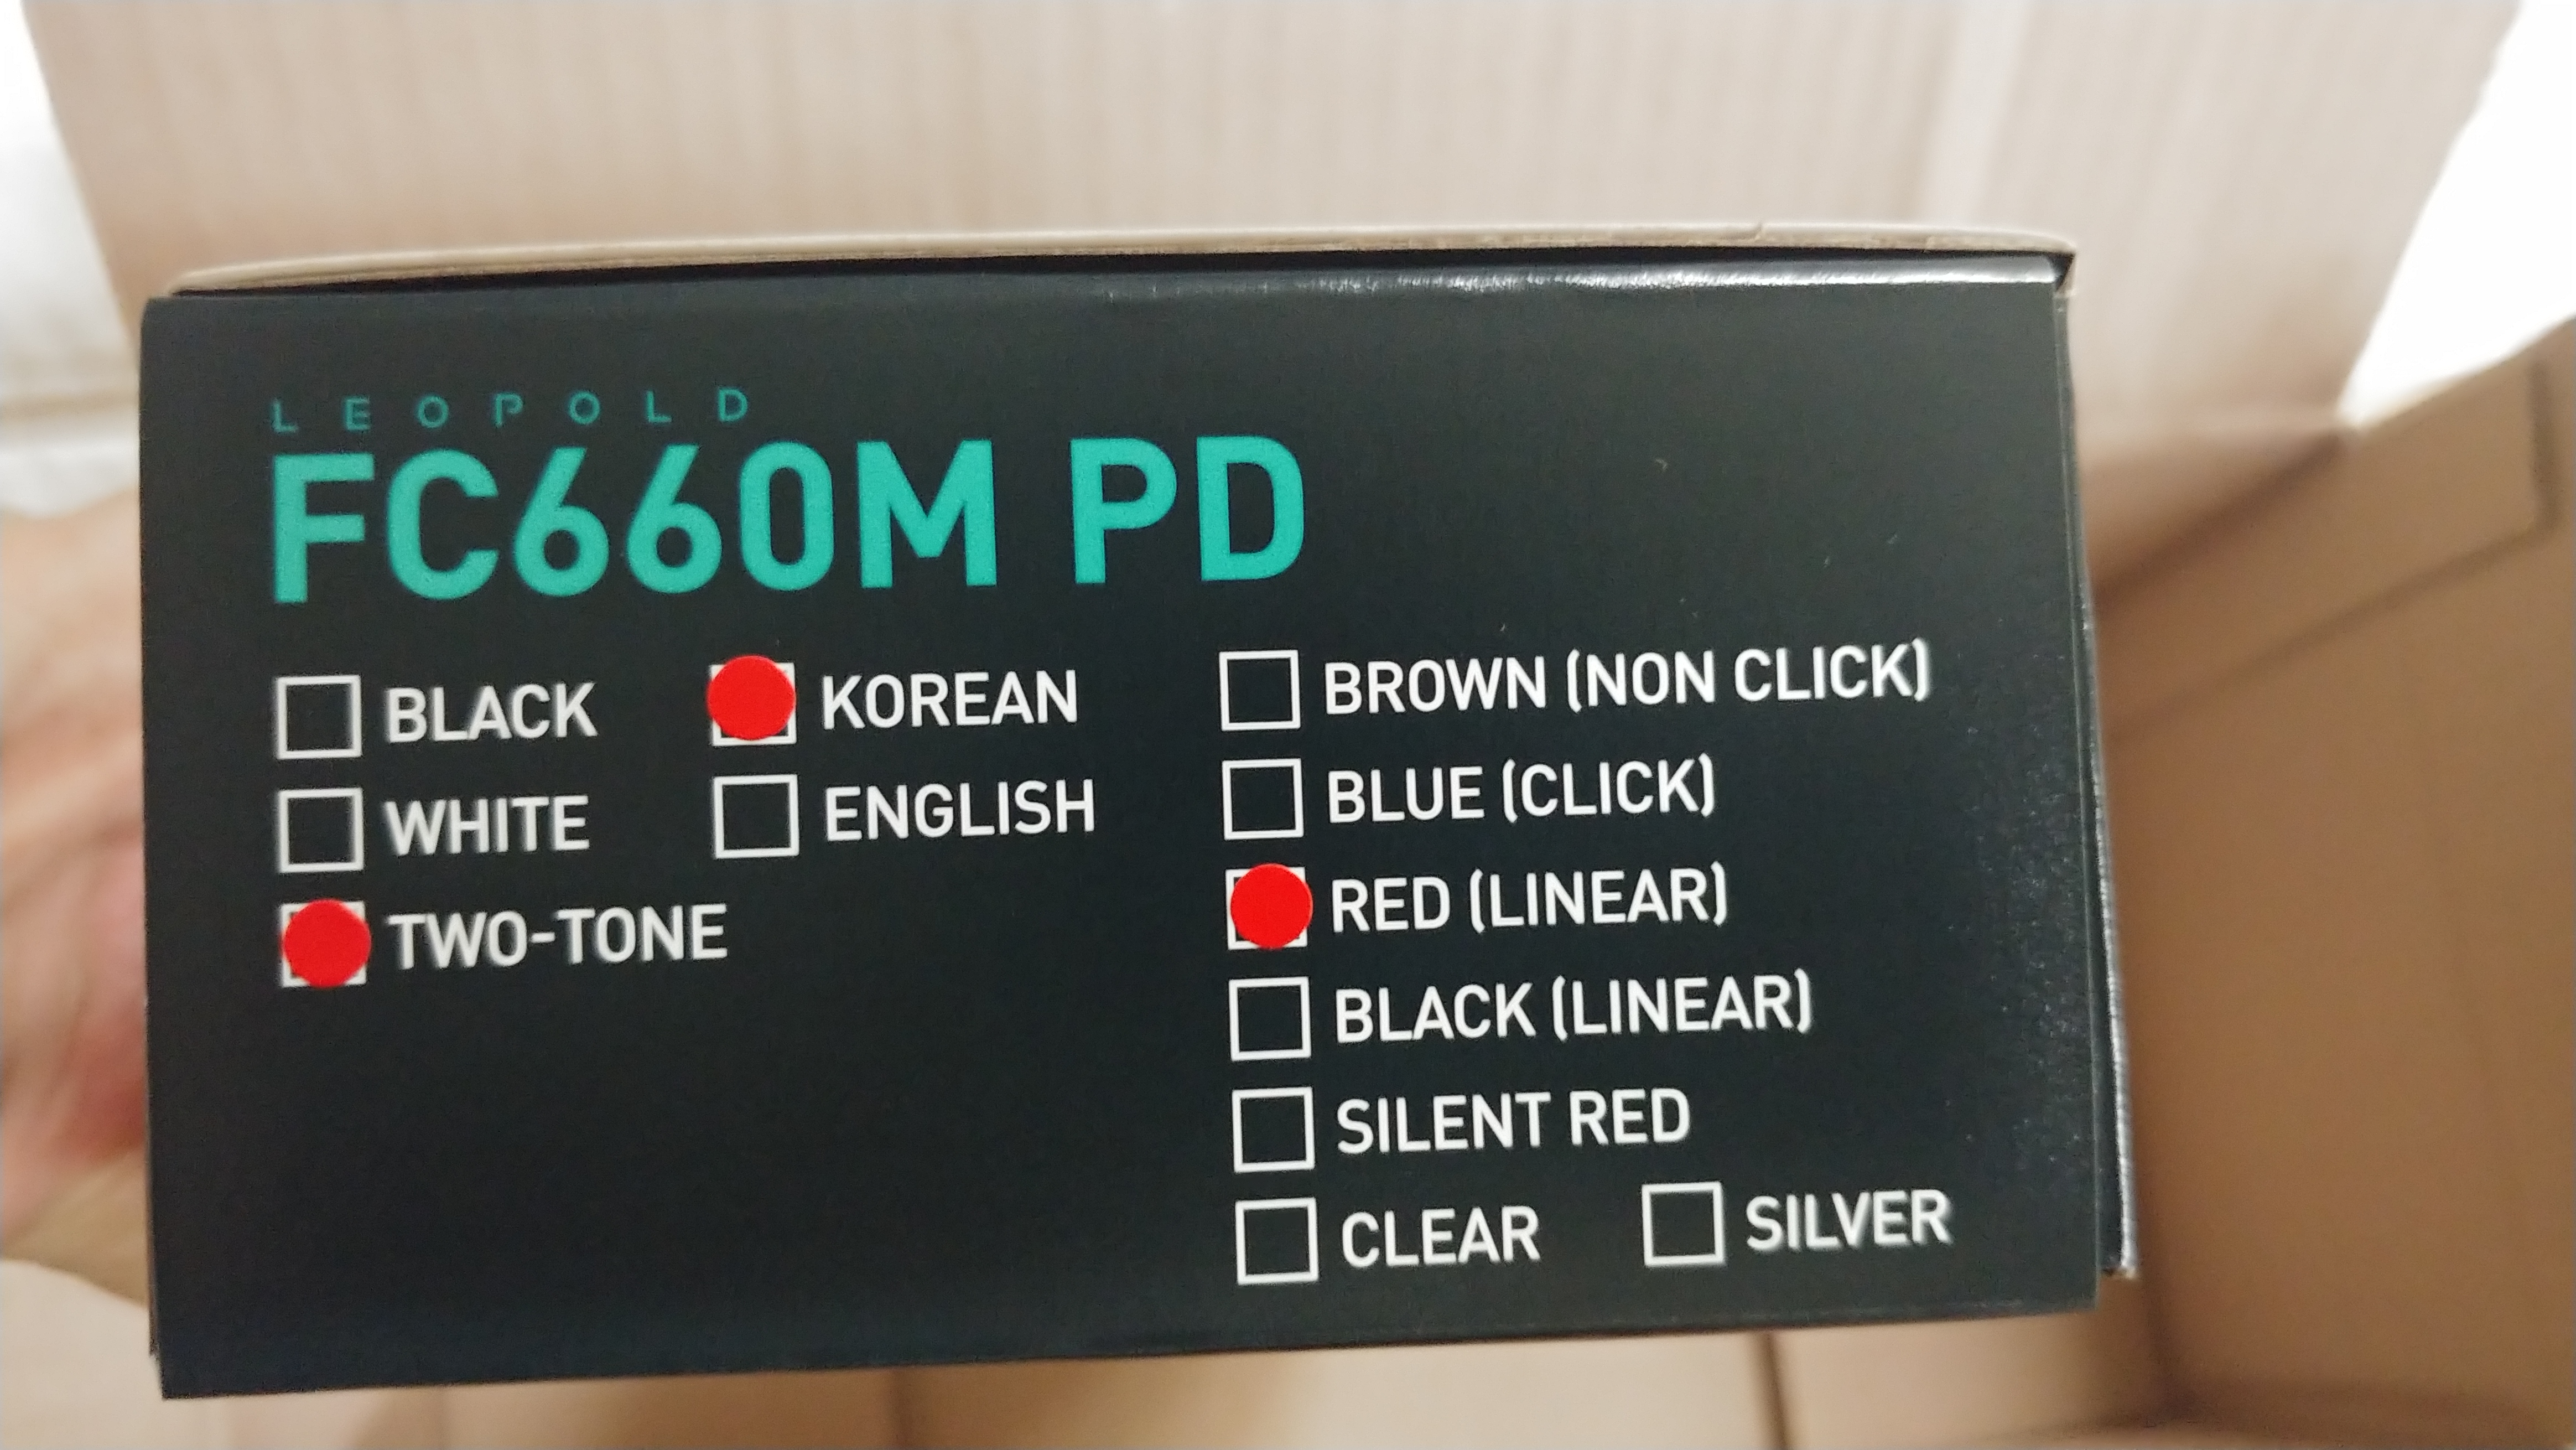 LEOPOLD
FC660M PD
BLACK
WHITE
TWO-TONE
KOREAN
ENGLISH
BROWN (NON CLICK)
BLUE (CLICK)
RED (LINEAR)
BLACK (LINEAR)
SILENT RED
CLEAR
SILVER